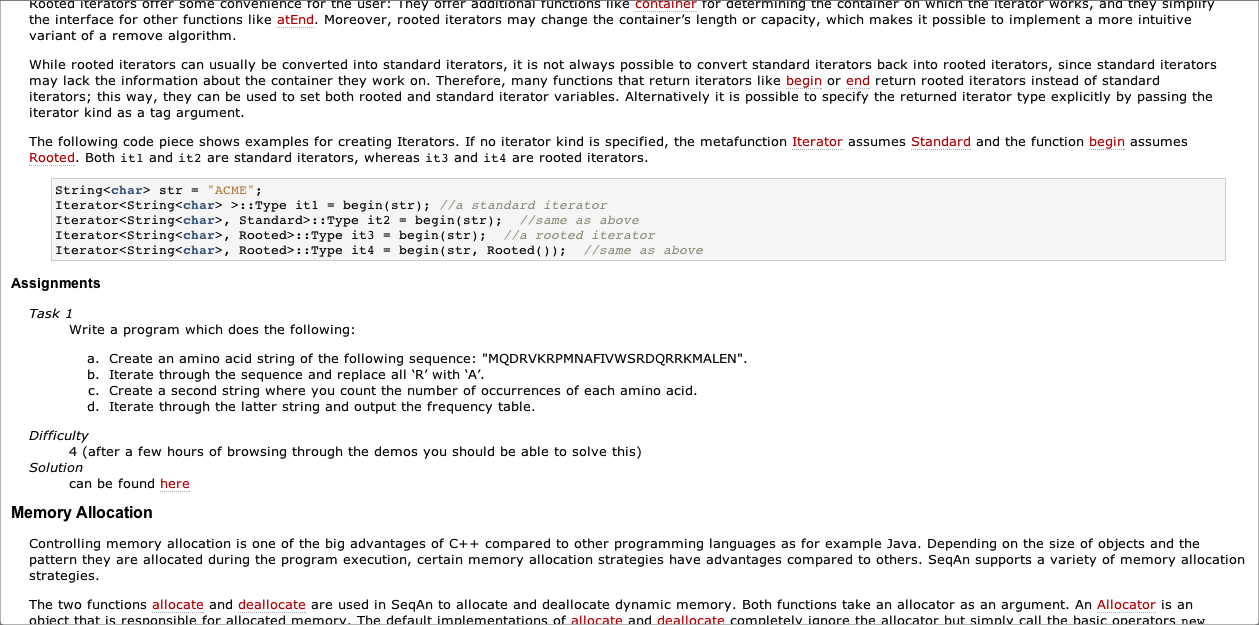 Rooted iterators offer some convenience for the user: They offer additional functions like container for determining the container on which the iterator works, and they simplify
the interface for other functions like atEnd. Moreover, rooted iterators may change the container's length or capacity, which makes it possible to implement a more intuitive
variant of a remove algorithm.
While rooted iterators can usually be converted into standard iterators, it is not always possible to convert standard iterators back into rooted iterators, since standard iterators
may lack the information about the container they work on. Therefore, many functions that return iterators like begin or end return rooted iterators instead of standard
iterators; this way, they can be used to set both rooted and standard iterator variables. Alternatively it is possible to specify the returned iterator type explicitly by passing the
iterator kind as a tag argument.
The following code piece shows examples for creating Iterators. If no iterator kind is specified, the metafunction Iterator assumes Standard and the function begin assumes
Rooted. Both it1 and it2 are standard iterators, whereas it3 and it4 are rooted iterators.
String<char> str = "ACME";
Iterator<String<char> >::Type it1 = begin(str); //a standard iterator
Iterator<String<char>, Standard>::Type it2 = begin(str);  //same as above
Iterator<String<char>, Rooted>::Type it3 = begin(str);  //a rooted iterator
Iterator<String<char>, Rooted>::Type it4 = begin(str, Rooted());  //same as above
Assignments
Task 1
Write a program which does the following:
a. Create an amino acid string of the following sequence: "MQDRVKRPMNAFIVWSRDQRRKMALEN".
b. Iterate through the sequence and replace all ‘R’ with ‘A’.
c. Create a second string where you count the number of occurrences of each amino acid.
d. Iterate through the latter string and output the frequency table.
Difficulty
4 (after a few hours of browsing through the demos you should be able to solve this)
Solution
can be found here
Memory Allocation
Controlling memory allocation is one of the big advantages of C++ compared to other programming languages as for example Java. Depending on the size of objects and the
pattern they are allocated during the program execution, certain memory allocation strategies have advantages compared to others. SeqAn supports a variety of memory allocation
strategies.
The two functions allocate and deallocate are used in SeqAn to allocate and deallocate dynamic memory. Both functions take an allocator as an argument. An Allocator is an
object that is responsible for allocated memory. The default implementations of allocate and deallocate completely ignore the allocator but simply call the basic operators new